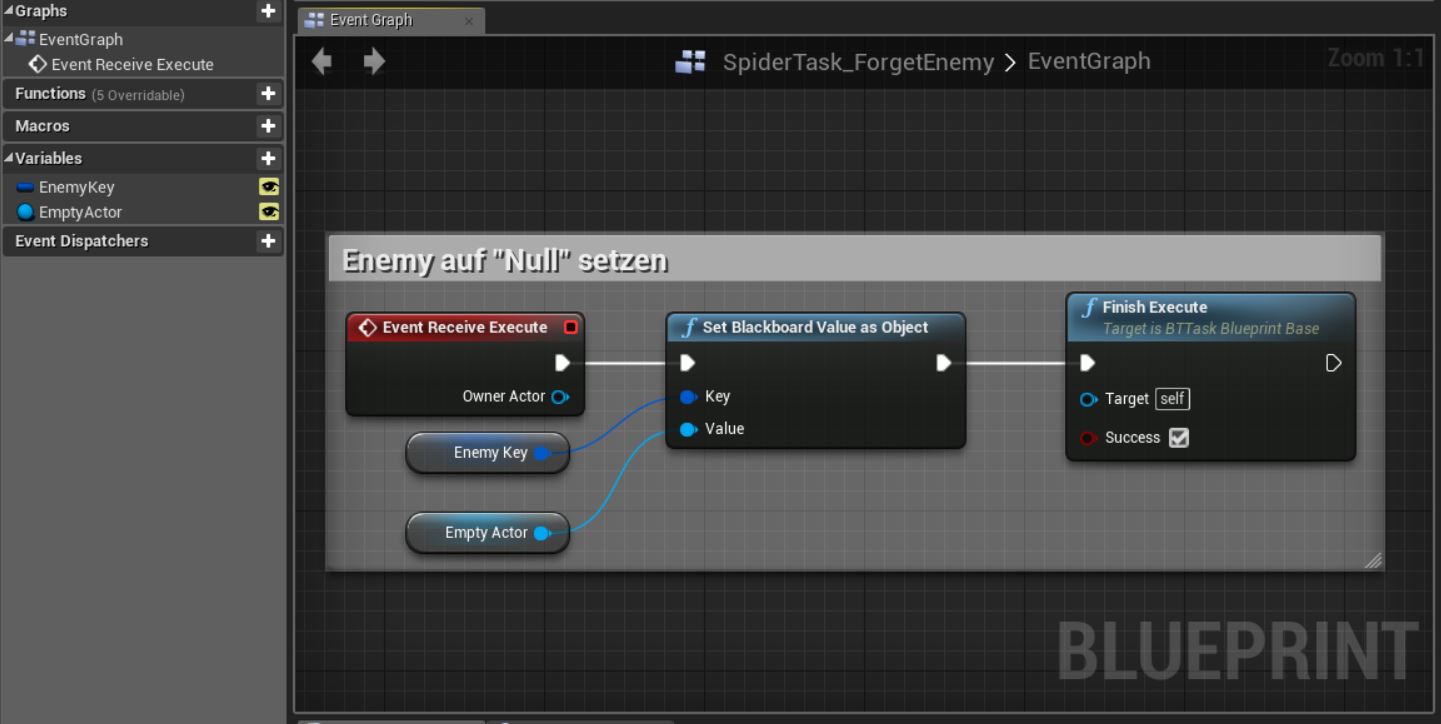 Graphs
EventGraph
Event Receive Execute
Functions (5 Overridable)
Macros
Variables
EnemyKey
EmptyActor
Event Dispatchers
Event Graph
SpiderTask_ForgetEnemy > EventGraph
Zoom 1:1
Enemy auf "Null" setzen
Event Receive Execute
Owner Actor
Enemy Key
Empty Actor
f Set Blackboard Value as Object
Key
Value
f Finish Execute
Target is BTTask Blueprint Base
Target self
Success
BLUEPRINT